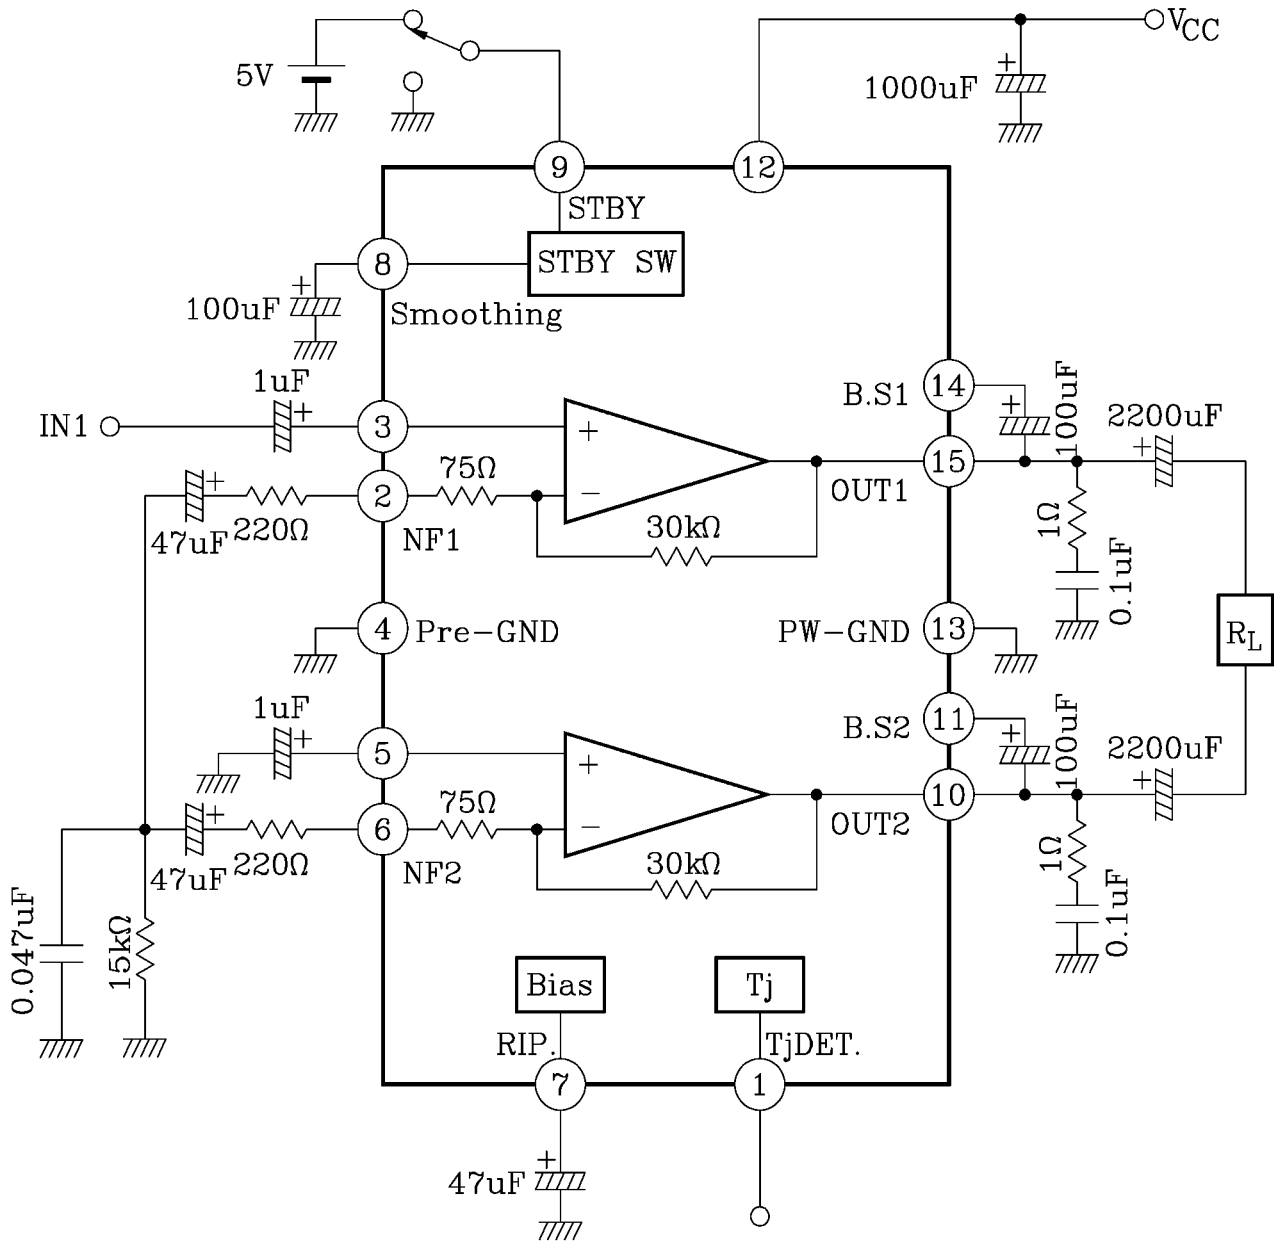 V_CC
5V
+
1000uF
9
12
STBY
STBY SW
8
+
100uF
Smoothing
1uF
+
IN1
3
+
B.S1
14
+
100uF
2200uF
+
15
OUT1
75Ω
2
−
+
220Ω
47uF
NF1
30kΩ
1Ω
0.1uF
4
Pre-GND
PW-GND
13
R_L
1uF
+
5
+
B.S2
11
+
100uF
2200uF
+
10
OUT2
75Ω
6
−
+
220Ω
47uF
NF2
30kΩ
1Ω
0.1uF
0.047uF
15kΩ
Bias
Tj
RIP.
TjDET.
7
1
+
47uF